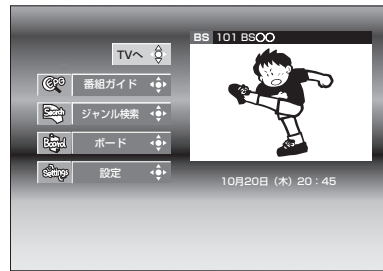 BS 101 BS○○
TVへ
EPG 番組ガイド
Search ジャンル検索
Board ボード
Settings 設定
10月20日（木）20：45